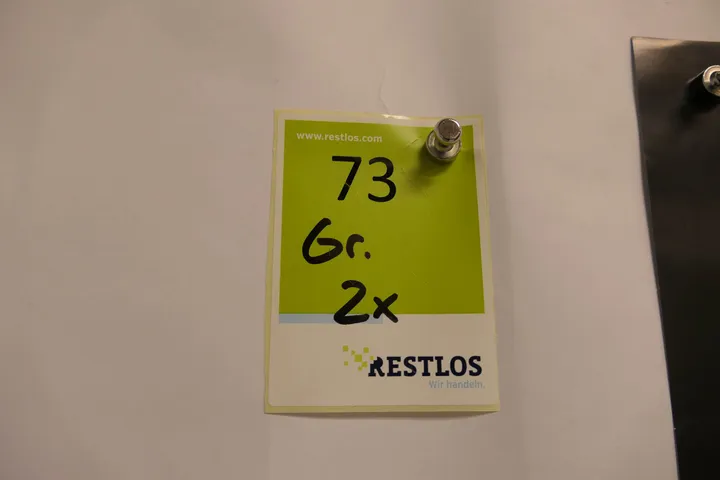 www.restlos.com
73
Gr.
2x
RESTLOS
Wir handeln.